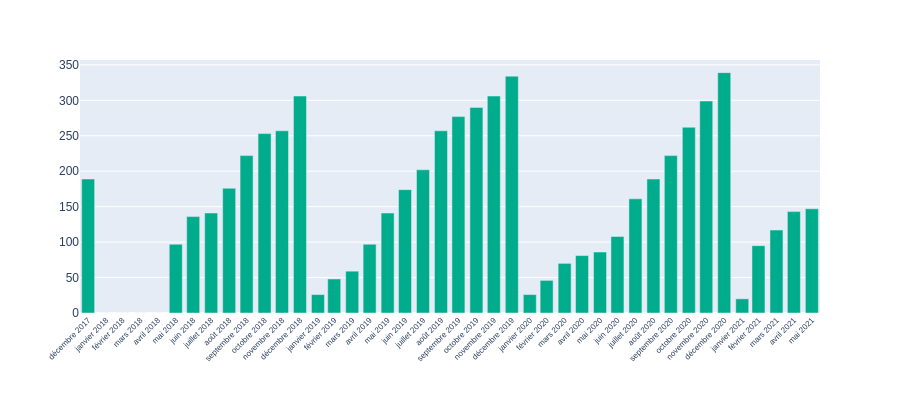 350
300
250
200
150
100
50
0
décembre 2017
janvier 2018
février 2018
mars 2018
avril 2018
mai 2018
juin 2018
juillet 2018
août 2018
septembre 2018
octobre 2018
novembre 2018
décembre 2018
janvier 2019
février 2019
mars 2019
avril 2019
mai 2019
juin 2019
juillet 2019
août 2019
septembre 2019
octobre 2019
novembre 2019
décembre 2019
janvier 2020
février 2020
mars 2020
avril 2020
mai 2020
juin 2020
juillet 2020
août 2020
septembre 2020
octobre 2020
novembre 2020
décembre 2020
janvier 2021
février 2021
mars 2021
avril 2021
mai 2021